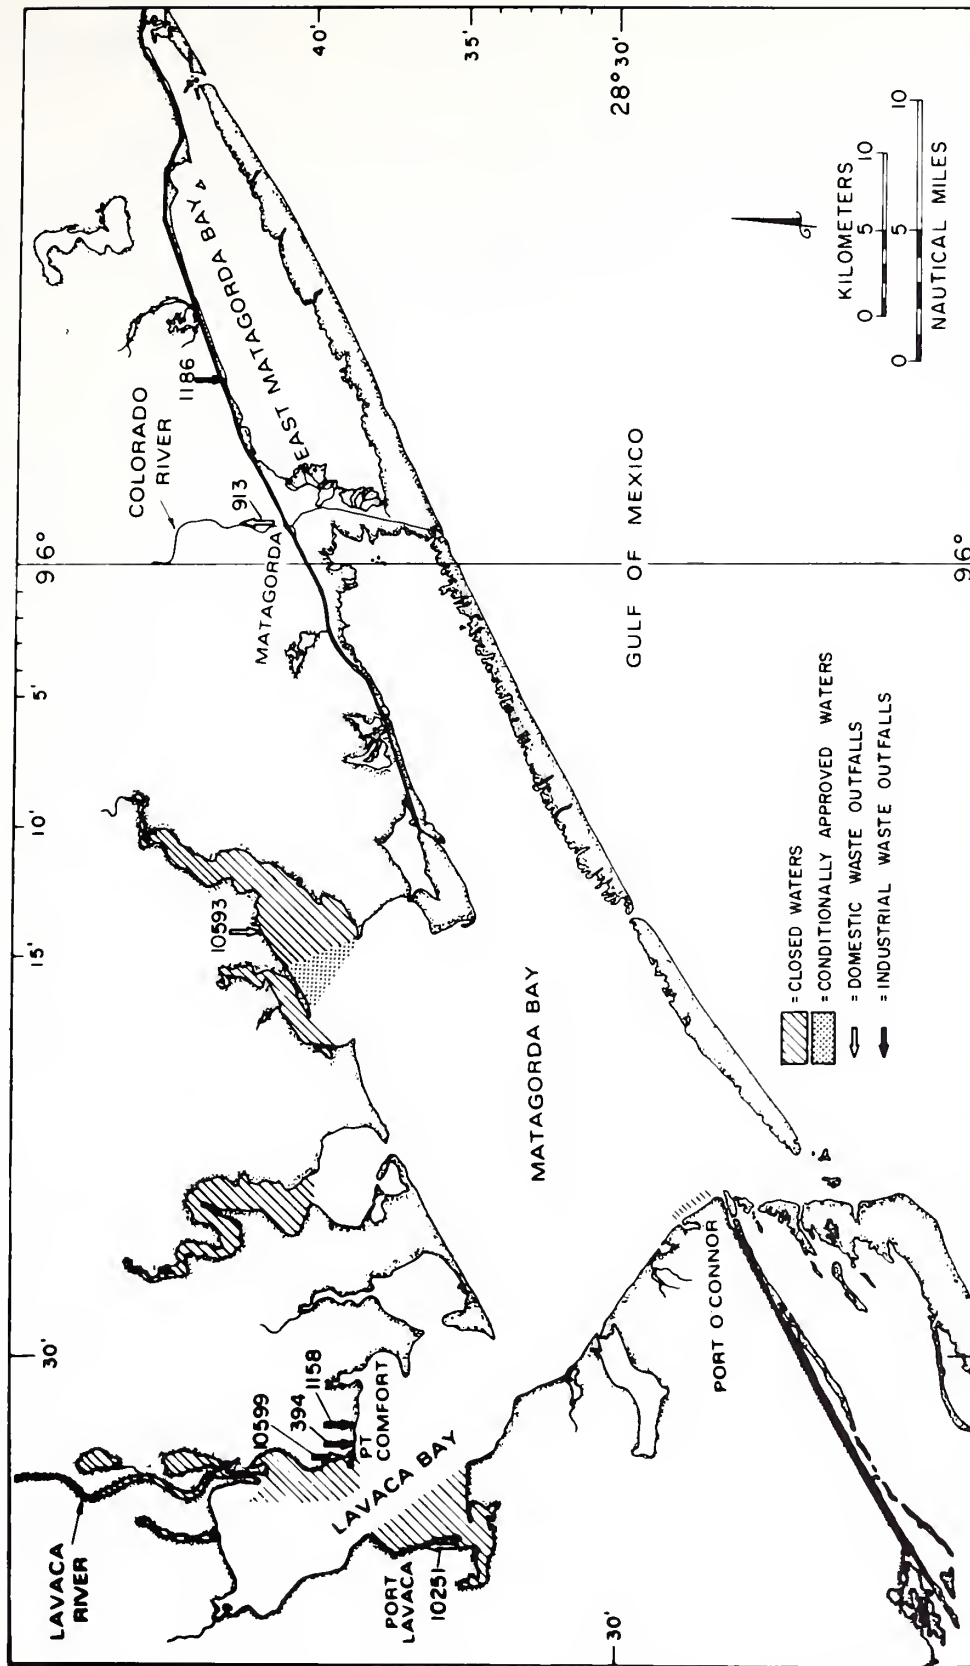 LAVACA
RIVER
10599
394
1158
PT
COMFORT
LAVACA BAY
PORT
LAVACA
10251
10593
COLORADO
RIVER
913
1186
MATAGORDA
EAST MATAGORDA BAY
MATAGORDA BAY
PORT O'CONNOR
GULF OF MEXICO
30'
15'
10'
5'
96°
40'
35'
28°30'
30'
96°
= CLOSED WATERS
= CONDITIONALLY APPROVED WATERS
= DOMESTIC WASTE OUTFALLS
= INDUSTRIAL WASTE OUTFALLS
KILOMETERS
0 5 10
0 5 10
NAUTICAL MILES